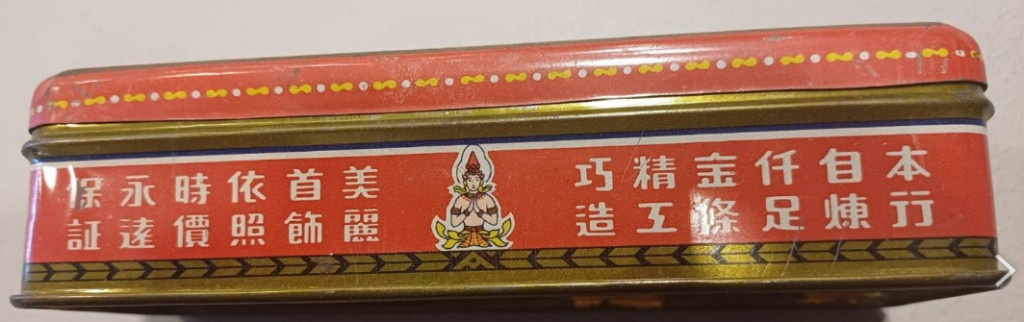 本行
自煉
仟足
金條
精工
巧造
美麗
首飾
依照
時價
永遠
保証